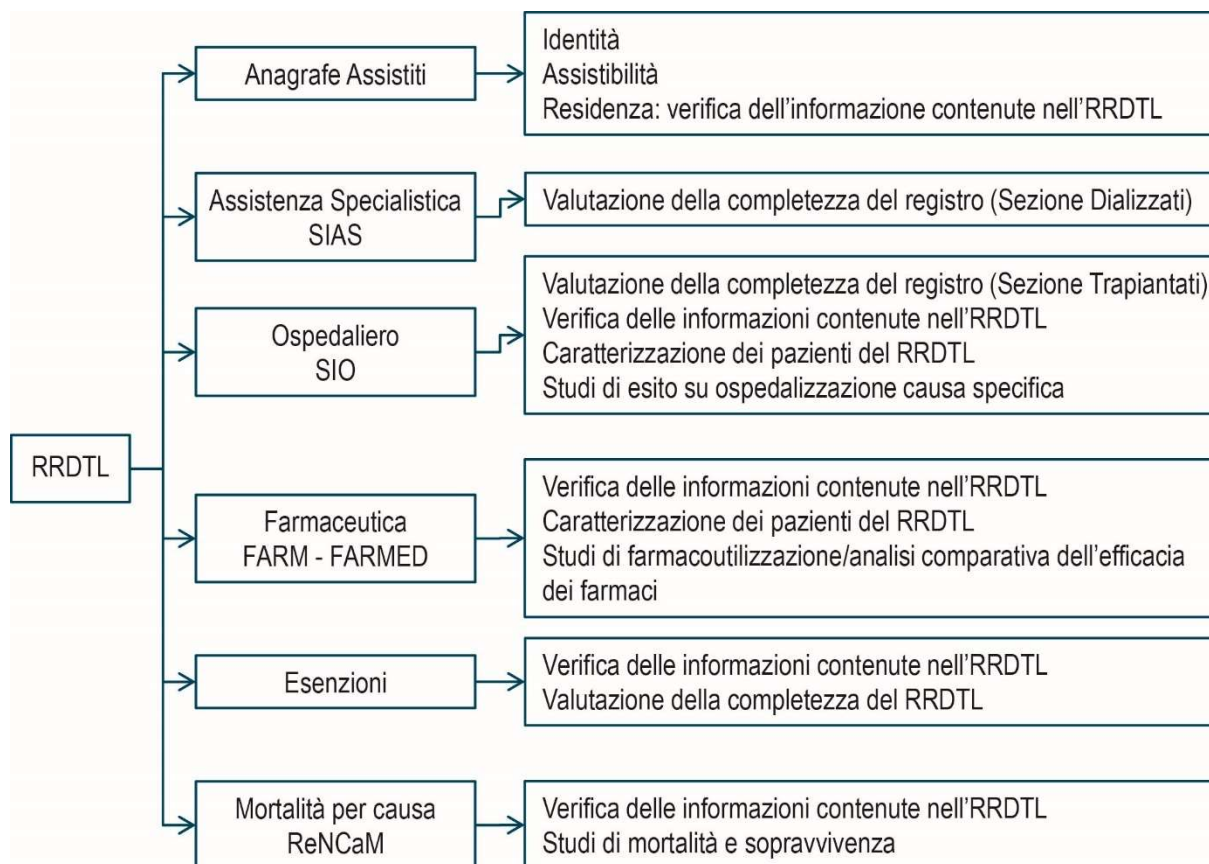 RRDTL
Anagrafe Assistiti
Identità
Assistibilità
Residenza: verifica dell'informazione contenute nell'RRDTL
Assistenza Specialistica
SIAS
Valutazione della completezza del registro (Sezione Dializzati)
Ospedaliero
SIO
Valutazione della completezza del registro (Sezione Trapiantati)
Verifica delle informazioni contenute nell'RRDTL
Caratterizzazione dei pazienti del RRDTL
Studi di esito su ospedalizzazione causa specifica
Farmaceutica
FARM - FARMED
Verifica delle informazioni contenute nell'RRDTL
Caratterizzazione dei pazienti del RRDTL
Studi di farmacoutilizzazione/analisi comparativa dell'efficacia
dei farmaci
Esenzioni
Verifica delle informazioni contenute nell'RRDTL
Valutazione della completezza del RRDTL
Mortalità per causa
ReNCaM
Verifica delle informazioni contenute nell'RRDTL
Studi di mortalità e sopravvivenza